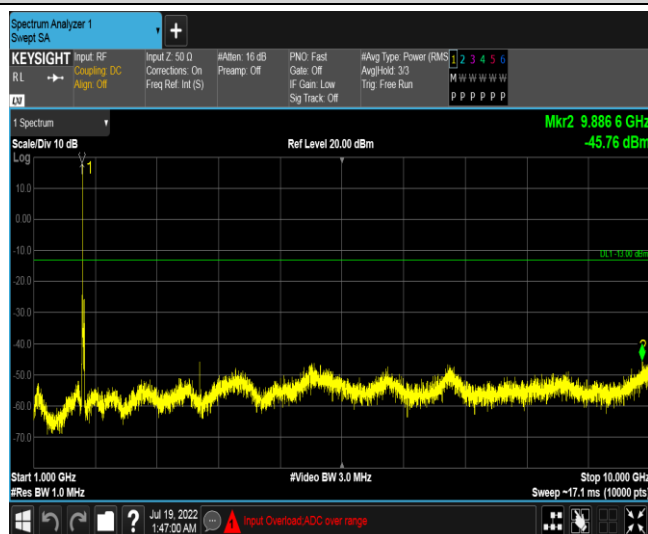 Spectrum Analyzer 1
Swept SA
+
KEYSIGHT Input: RF Input Z: 50 Ω #Atten: 16 dB PNO: Fast #Avg Type: Power (RMS 1 2 3 4 5 6
RL Coupling: DC Corrections: On Preamp: Off Gate: Off Avg|Hold: 3/3 M W W W W W
Align: Off Freq Ref: Int (S) IF Gain: Low Trig: Free Run
Sig Track: Off P P P P P P
LXI
1 Spectrum Mkr2 9.886 6 GHz
Scale/Div 10 dB Ref Level 20.00 dBm -45.76 dBm
Log
1
10.0
0.00
-10.0
DL1 -13.00 dBm
-20.0
-30.0
-40.0
2
-50.0
-60.0
-70.0
Start 1.000 GHz #Video BW 3.0 MHz Stop 10.000 GHz
#Res BW 1.0 MHz Sweep ~17.1 ms (10000 pts)
? Jul 19, 2022
1:47:00 AM Input Overload;ADC over range